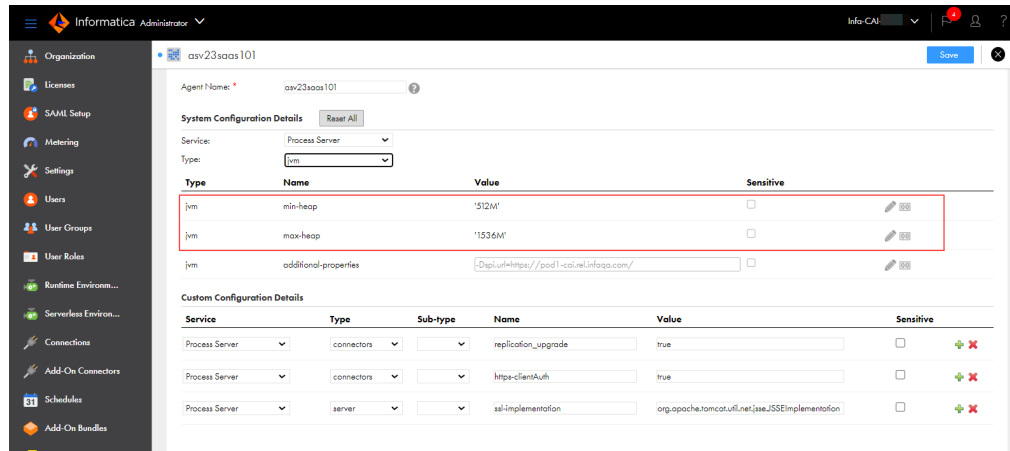 Informatica Administrator
Infa-CAI-
4
?
Organization
Licenses
SAML Setup
Metering
Settings
Users
User Groups
User Roles
Runtime Environm...
Serverless Environ...
Connections
Add-On Connectors
31 Schedules
Add-On Bundles
asv23saas101
Save
Agent Name: * asv23saas101 ?
System Configuration Details Reset All
Service: Process Server
Type: jvm
Type Name Value Sensitive
jvm min-heap '512M'
jvm max-heap '1536M'
jvm additional-properties -Dspi.url=https://pod1-cai.rel.infaqa.com/
Custom Configuration Details
Service Type Sub-type Name Value Sensitive
Process Server connectors replication_upgrade true
Process Server connectors https-clientAuth true
Process Server server ssl-implementation org.apache.tomcat.util.net.jsse.JSSEImplementation